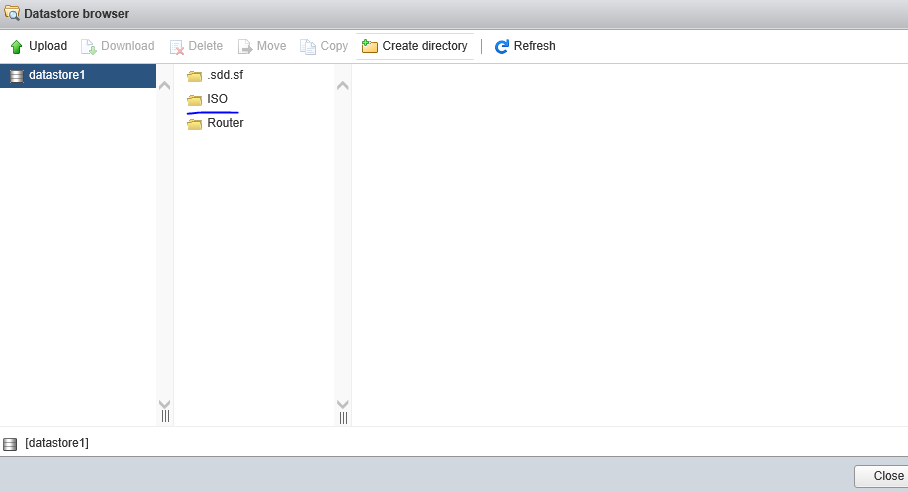 Datastore browser
Upload Download Delete Move Copy Create directory Refresh
datastore1
.sdd.sf
ISO
Router
[datastore1]
Close